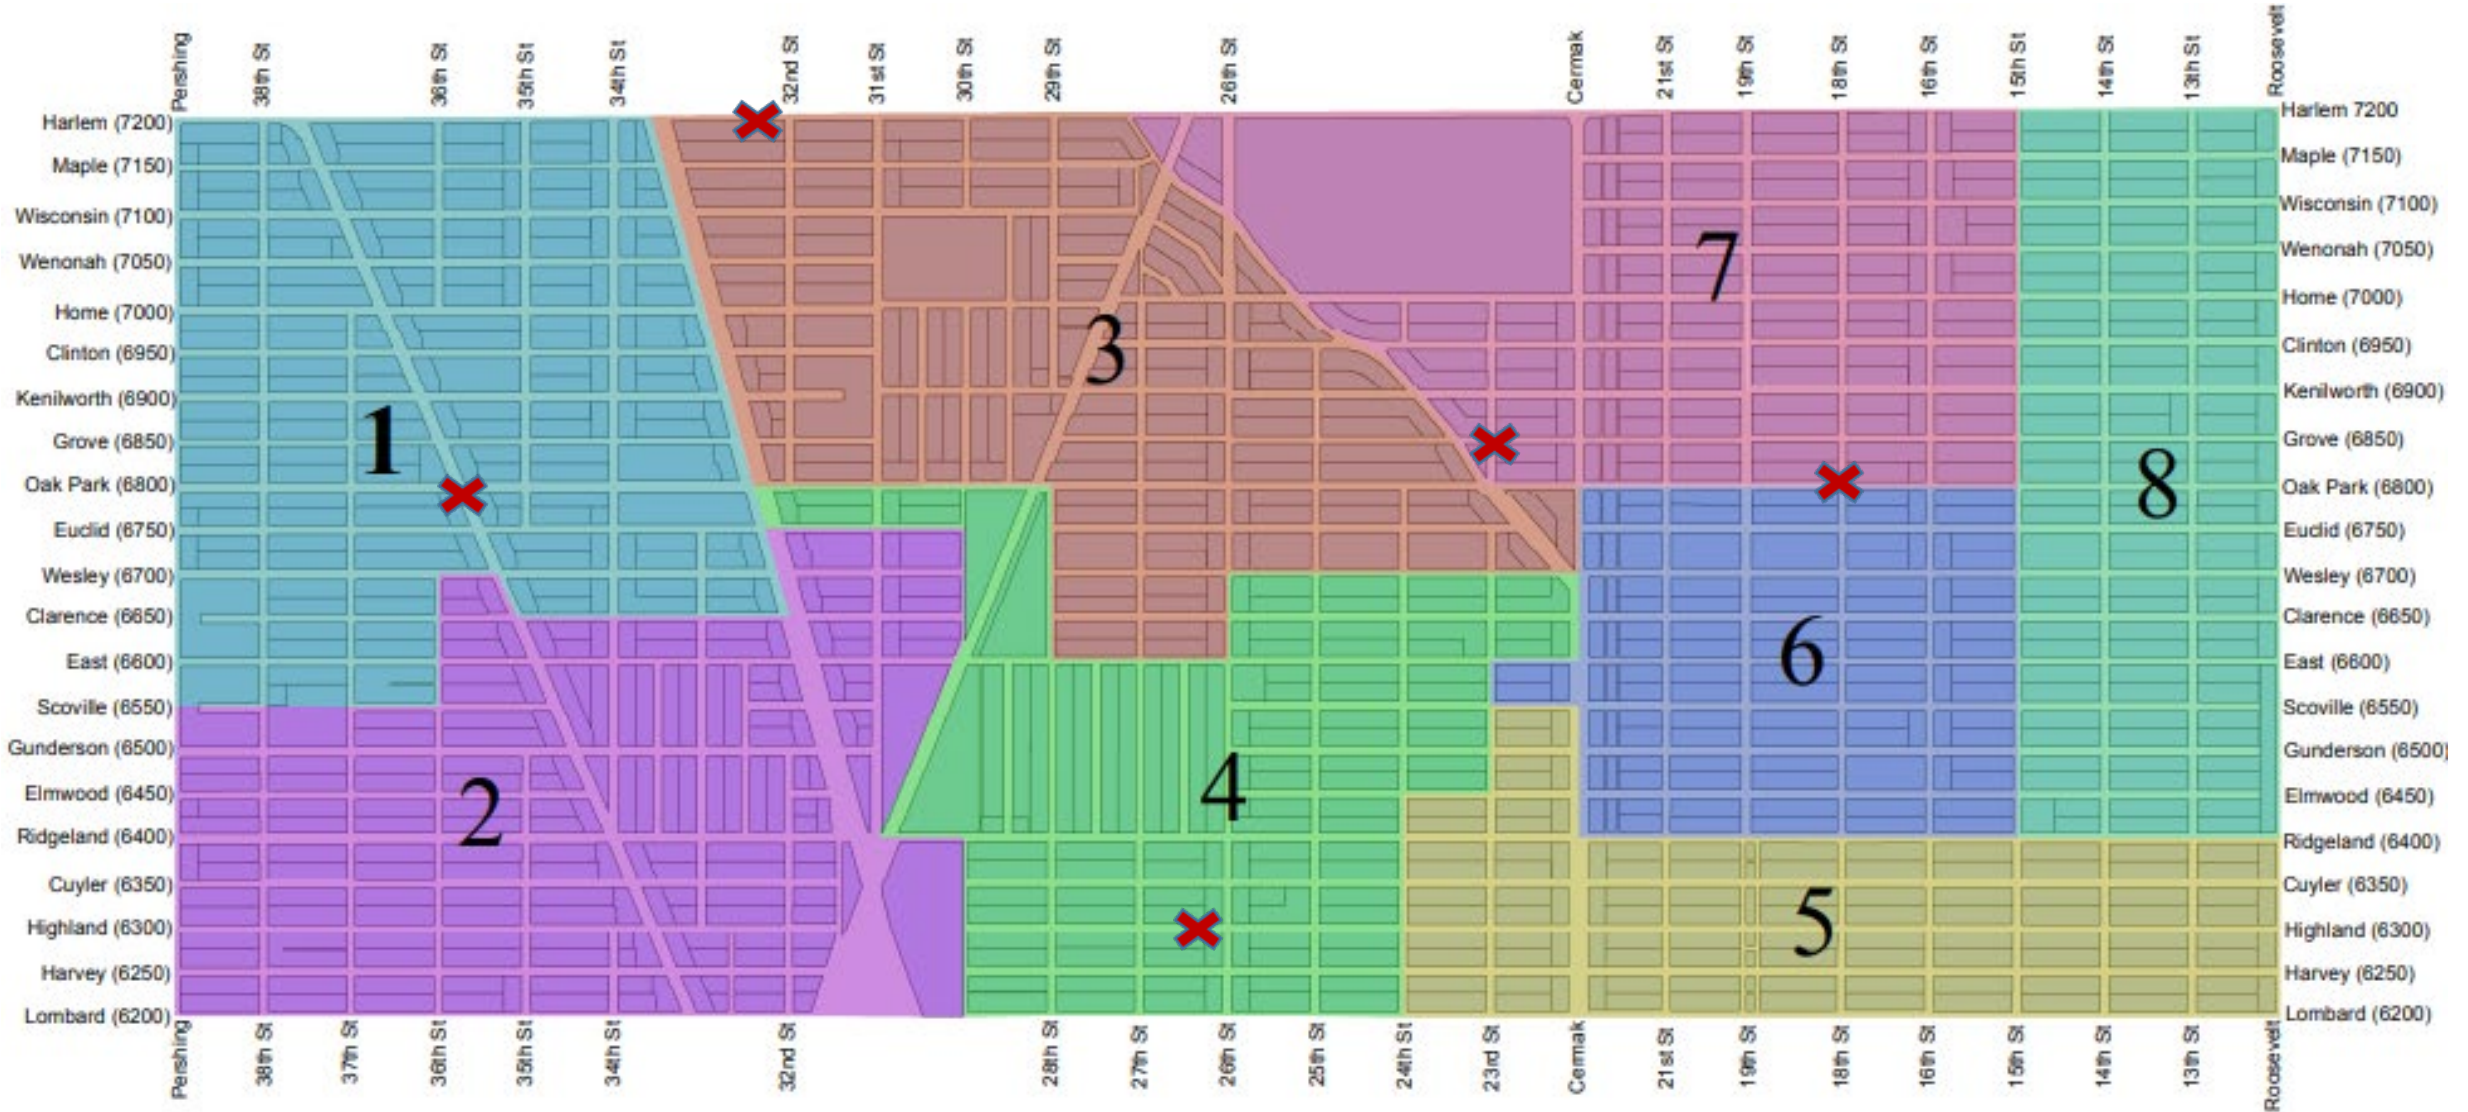 Pershing
38th St
36th St
35th St
34th St
32nd St
31st St
30th St
29th St
26th St
Cermak
21st St
19th St
18th St
16th St
15th St
14th St
13th St
Roosevelt
Harlem (7200)
Maple (7150)
Wisconsin (7100)
Wenonah (7050)
Home (7000)
Clinton (6950)
Kenilworth (6900)
Grove (6850)
Oak Park (6800)
Euclid (6750)
Wesley (6700)
Clarence (6650)
East (6600)
Scoville (6550)
Gunderson (6500)
Elmwood (6450)
Ridgeland (6400)
Cuyler (6350)
Highland (6300)
Harvey (6250)
Lombard (6200)
1
2
3
4
5
6
7
8
Harlem 7200
Maple (7150)
Wisconsin (7100)
Wenonah (7050)
Home (7000)
Clinton (6950)
Kenilworth (6900)
Grove (6850)
Oak Park (6800)
Euclid (6750)
Wesley (6700)
Clarence (6650)
East (6600)
Scoville (6550)
Gunderson (6500)
Elmwood (6450)
Ridgeland (6400)
Cuyler (6350)
Highland (6300)
Harvey (6250)
Lombard (6200)
Pershing
38th St
37th St
36th St
35th St
34th St
32nd St
28th St
27th St
26th St
25th St
24th St
23rd St
Cermak
21st St
19th St
18th St
16th St
15th St
14th St
13th St
Roosevelt